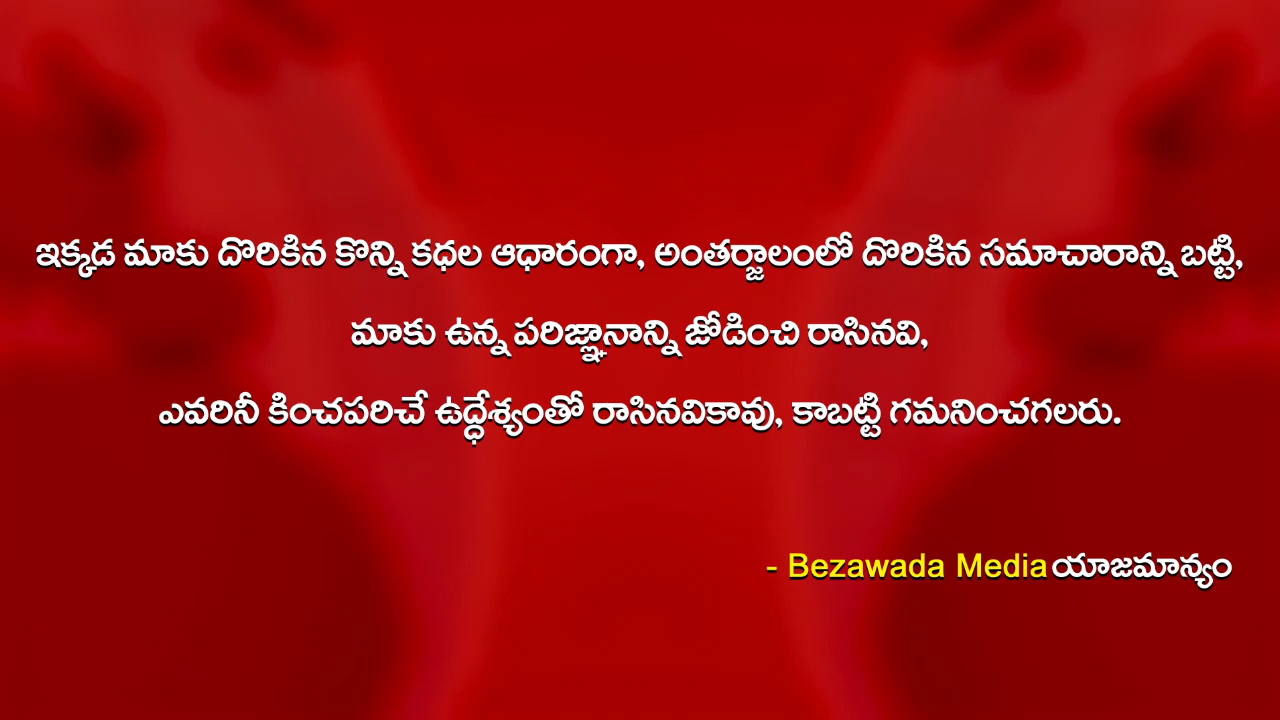 ఇక్కడ మాకు దొరికిన కొన్ని కధల ఆధారంగా, అంతర్జాలంలో దొరికిన సమాచారాన్ని బట్టి,
మాకు ఉన్న పరిజ్ఞానాన్ని జోడించి రాసినవి,
ఎవరినీ కించపరిచే ఉద్ధేశ్యంతో రాసినవికావు, కాబట్టి గమనించగలరు.
- Bezawada Media యాజమాన్యం